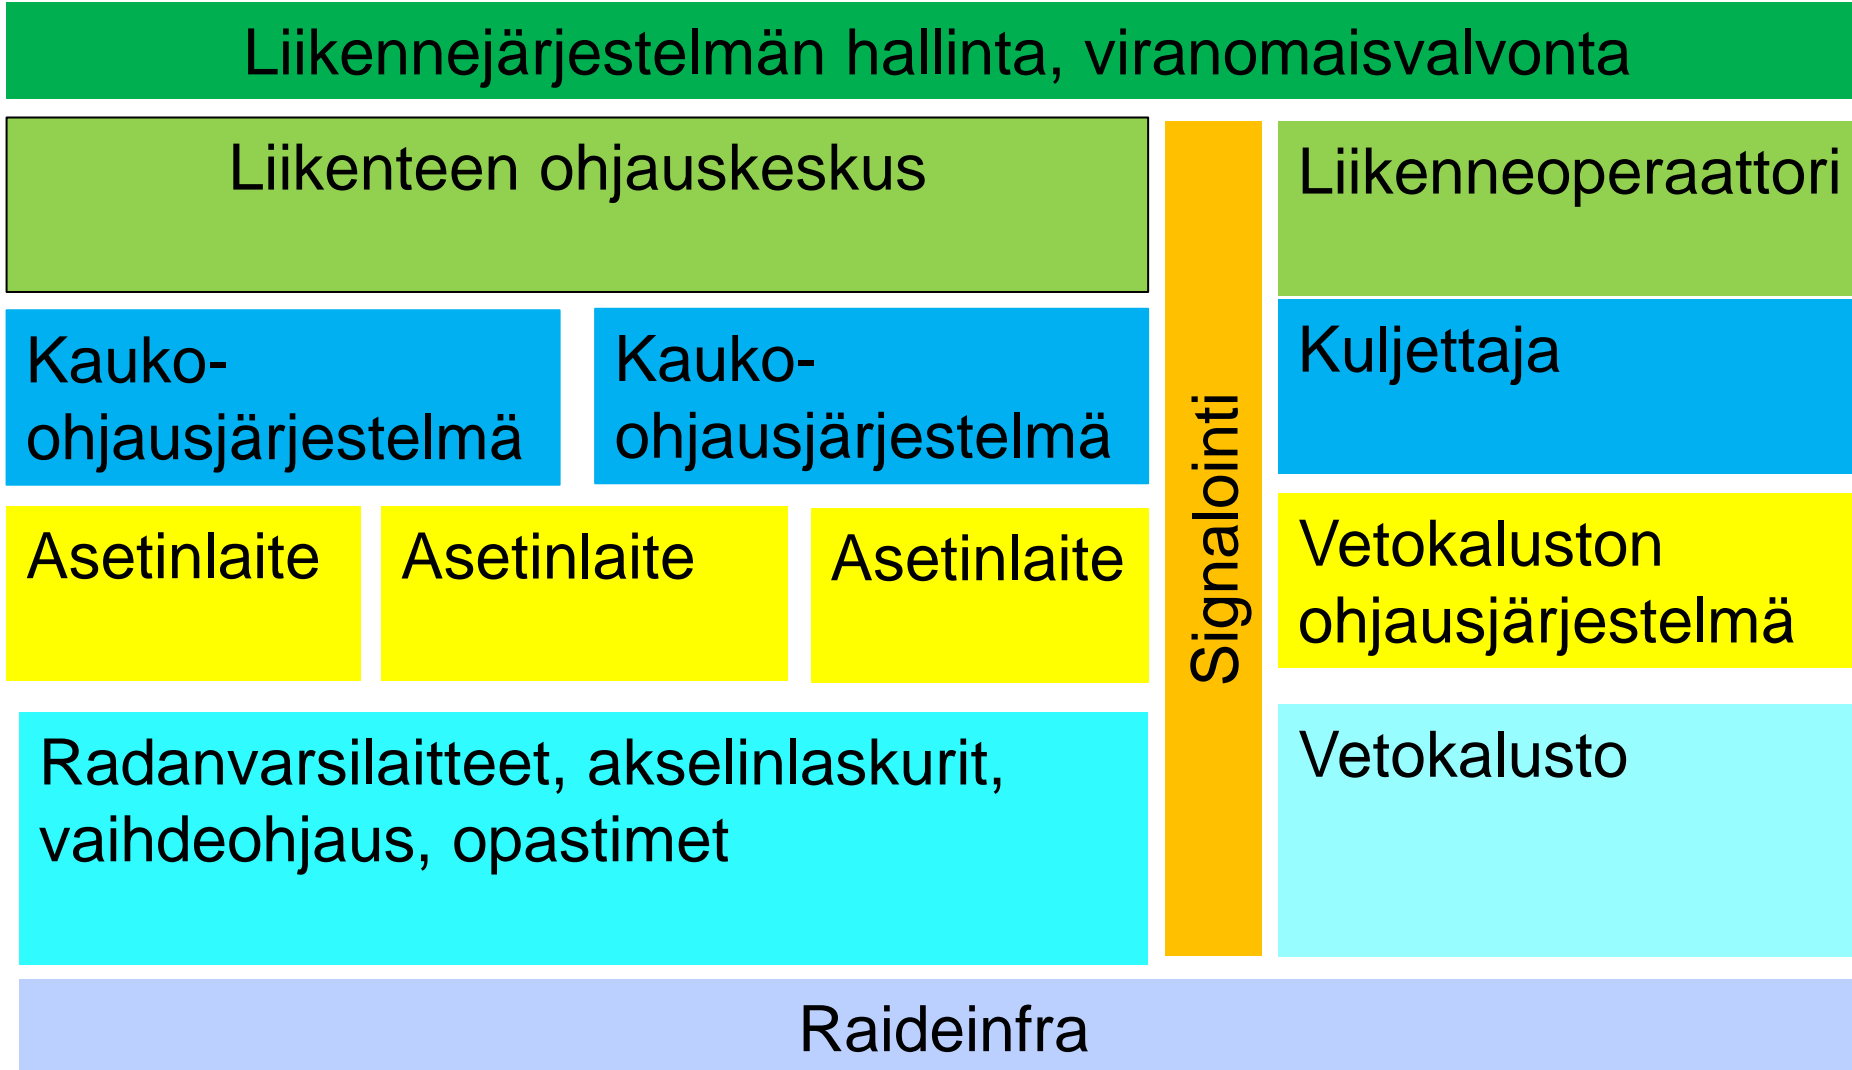 Liikennejärjestelmän hallinta, viranomaisvalvonta
Liikenteen ohjauskeskus
Kauko-
ohjausjärjestelmä
Kauko-
ohjausjärjestelmä
Asetinlaite
Asetinlaite
Asetinlaite
Radanvarsilaitteet, akselinlaskurit,
vaihdeohjaus, opastimet
Signalointi
Liikenneoperaattori
Kuljettaja
Vetokaluston
ohjausjärjestelmä
Vetokalusto
Raideinfra